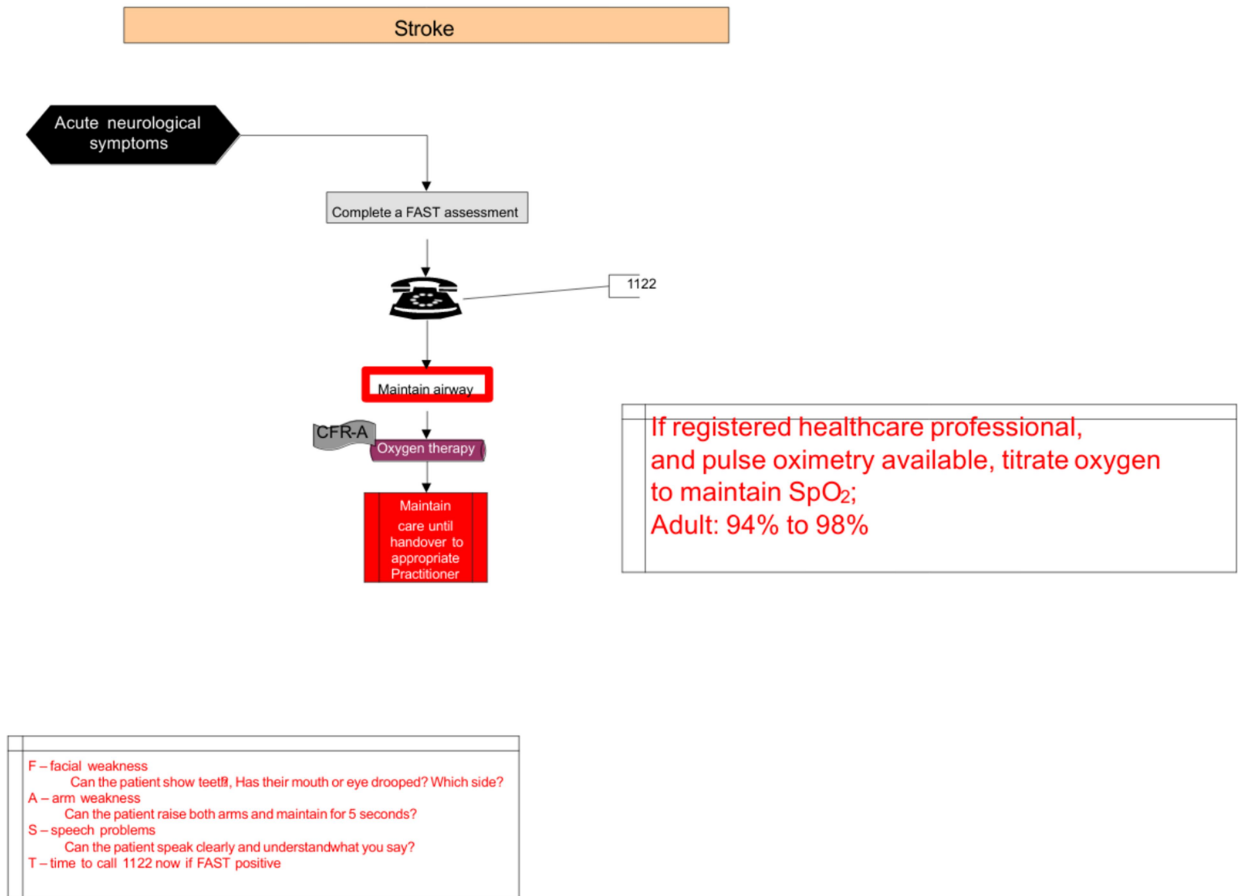 Stroke
Acute neurological
symptoms
Complete a FAST assessment
1122
Maintain airway
CFR-A
Oxygen therapy
Maintain
care until
handover to
appropriate
Practitioner
If registered healthcare professional,
and pulse oximetry available, titrate oxygen
to maintain SpO₂;
Adult: 94% to 98%
F – facial weakness
Can the patient show teeth?, Has their mouth or eye drooped? Which side?
A – arm weakness
Can the patient raise both arms and maintain for 5 seconds?
S – speech problems
Can the patient speak clearly and understandwhat you say?
T – time to call 1122 now if FAST positive